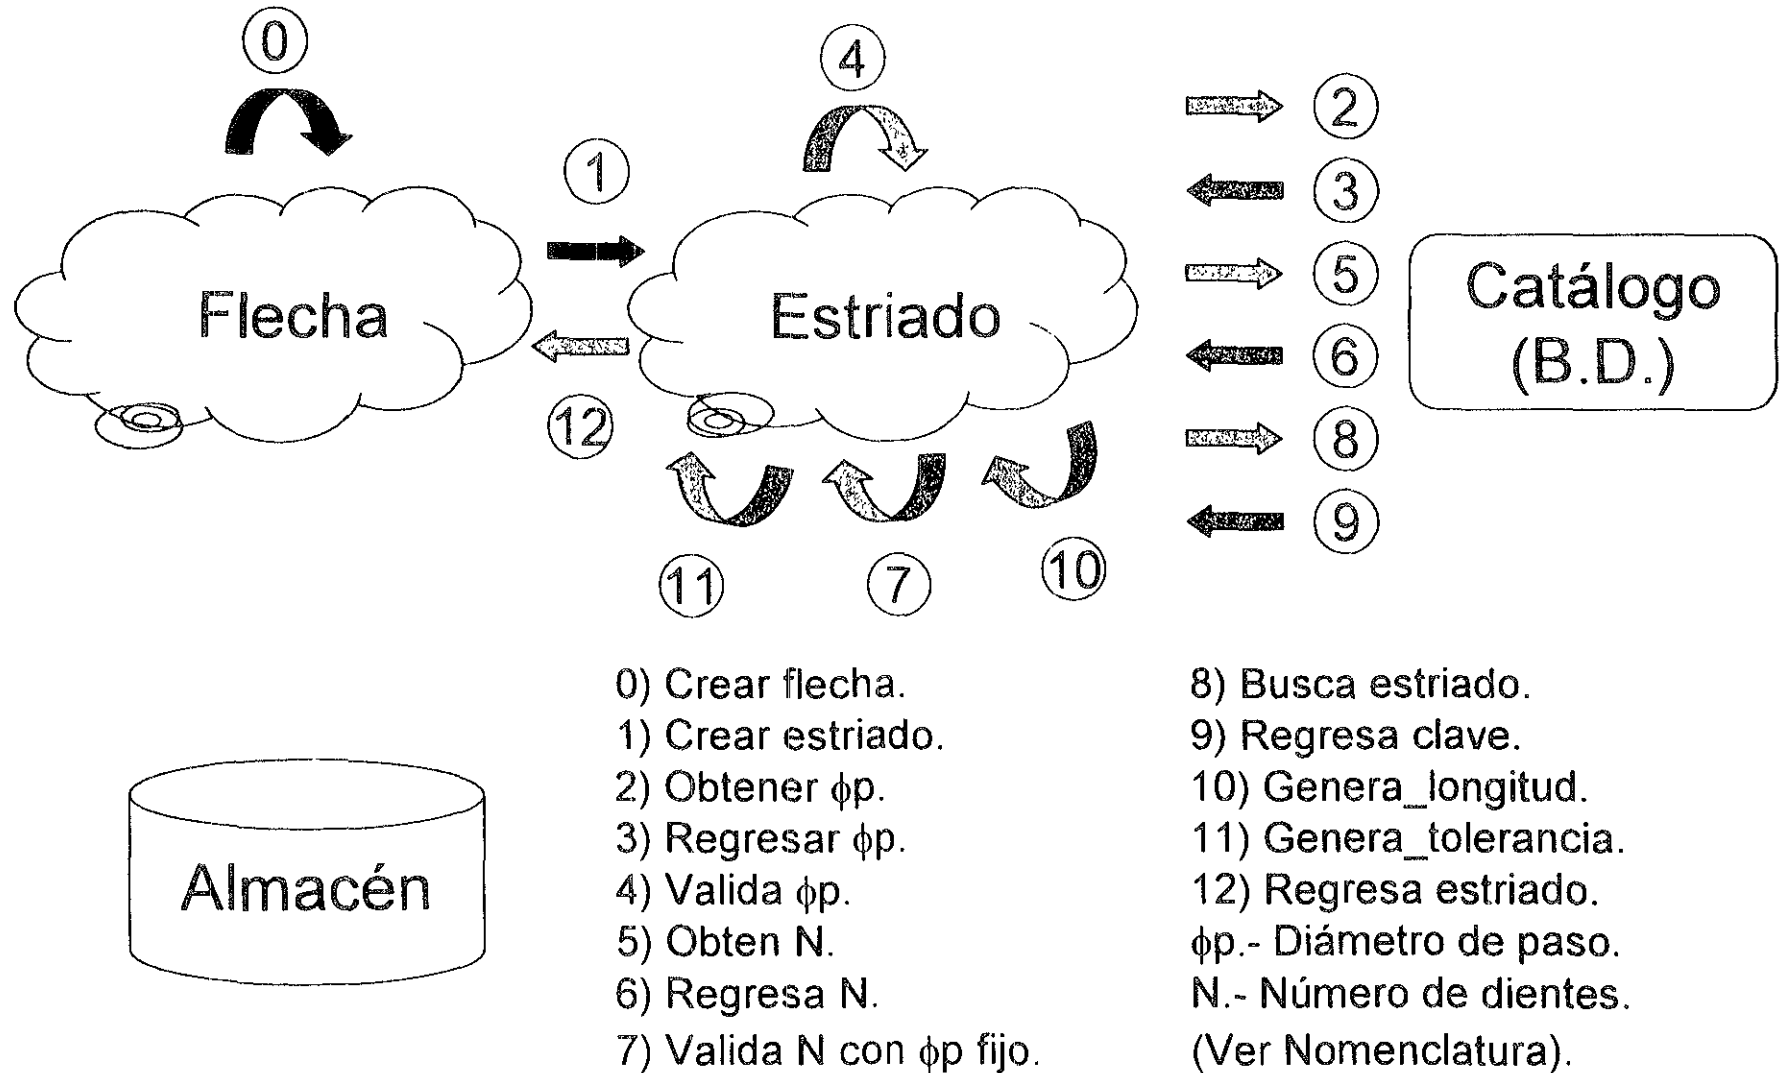 0
4
2
1
3
Flecha
Estriado
5
Catálogo
(B.D.)
6
12
8
9
11
7
10
0) Crear flecha.
1) Crear estriado.
2) Obtener ϕp.
3) Regresar ϕp.
4) Valida ϕp.
5) Obten N.
6) Regresa N.
7) Valida N con ϕp fijo.
8) Busca estriado.
9) Regresa clave.
10) Genera_longitud.
11) Genera_tolerancia.
12) Regresa estriado.
ϕp.- Diámetro de paso.
N.- Número de dientes.
(Ver Nomenclatura).
Almacén